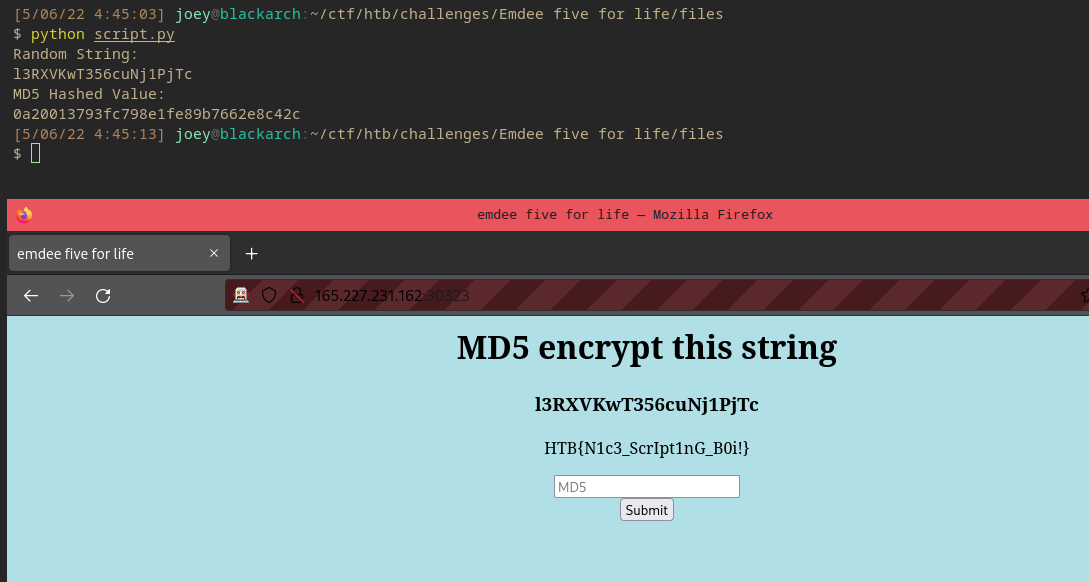 [5/06/22 4:45:03] joey@blackarch:~/ctf/htb/challenges/Emdee five for life/files
$ python script.py
Random String:
l3RXVKwT356cuNj1PjTc
MD5 Hashed Value:
0a20013793fc798e1fe89b7662e8c42c
[5/06/22 4:45:13] joey@blackarch:~/ctf/htb/challenges/Emdee five for life/files
$
emdee five for life — Mozilla Firefox
emdee five for life
165.227.231.162:30323
MD5 encrypt this string
l3RXVKwT356cuNj1PjTc
HTB{N1c3_ScrIpt1nG_B0i!}
MD5
Submit